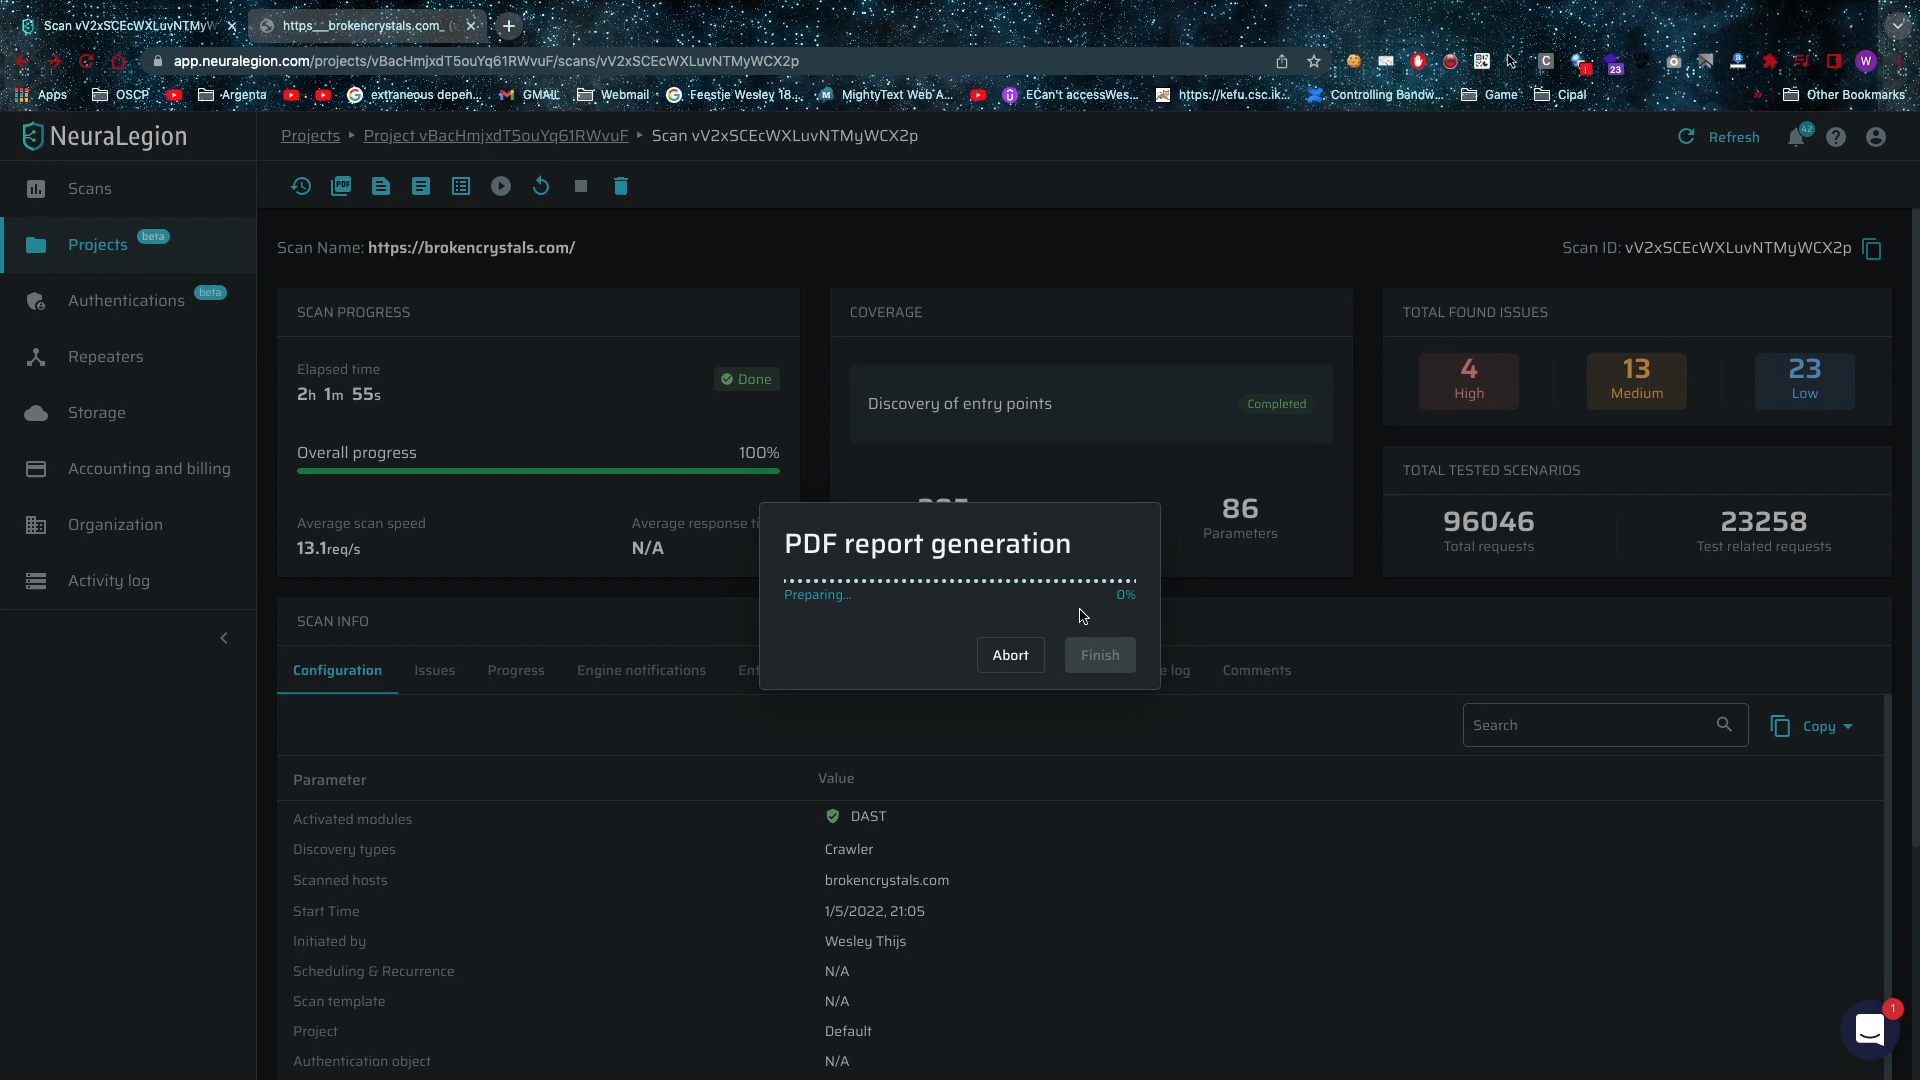 Scan vV2xSCEcWXLuvNTMyW
https___brokencrystals.com_ (
app.neuralegion.com/projects/vBacHmjxdT5ouYq61RWvuF/scans/vV2xSCEcWXLuvNTMyWCX2p
C
23
W
Apps
OSCP
Argenta
extraneous depeh...
GMAIL
Webmail
Feestje Wesley 18...
MightyText Web A...
ECan't accessWes...
https://kefu.csc.ik...
Controlling Bandw...
Game
Cipal
Other Bookmarks
NeuraLegion
Projects
Project vBacHmjxdT5ouYq61RWvuF
Scan vV2xSCEcWXLuvNTMyWCX2p
Refresh
42
Scans
Projects
beta
Authentications
beta
Repeaters
Storage
Accounting and billing
Organization
Activity log
PDF
Scan Name: https://brokencrystals.com/
Scan ID: vV2xSCEcWXLuvNTMyWCX2p
SCAN PROGRESS
Elapsed time
2h 1m 55s
Done
Overall progress
100%
Average scan speed
13.1req/s
Average response ti
N/A
COVERAGE
Discovery of entry points
Completed
86
Parameters
TOTAL FOUND ISSUES
4
High
13
Medium
23
Low
TOTAL TESTED SCENARIOS
96046
Total requests
23258
Test related requests
PDF report generation
Preparing...
0%
Abort
Finish
SCAN INFO
Configuration
Issues
Progress
Engine notifications
Ent
e log
Comments
Search
Copy
Parameter
Value
Activated modules
DAST
Discovery types
Crawler
Scanned hosts
brokencrystals.com
Start Time
1/5/2022, 21:05
Initiated by
Wesley Thijs
Scheduling & Recurrence
N/A
Scan template
N/A
Project
Default
Authentication object
N/A
1